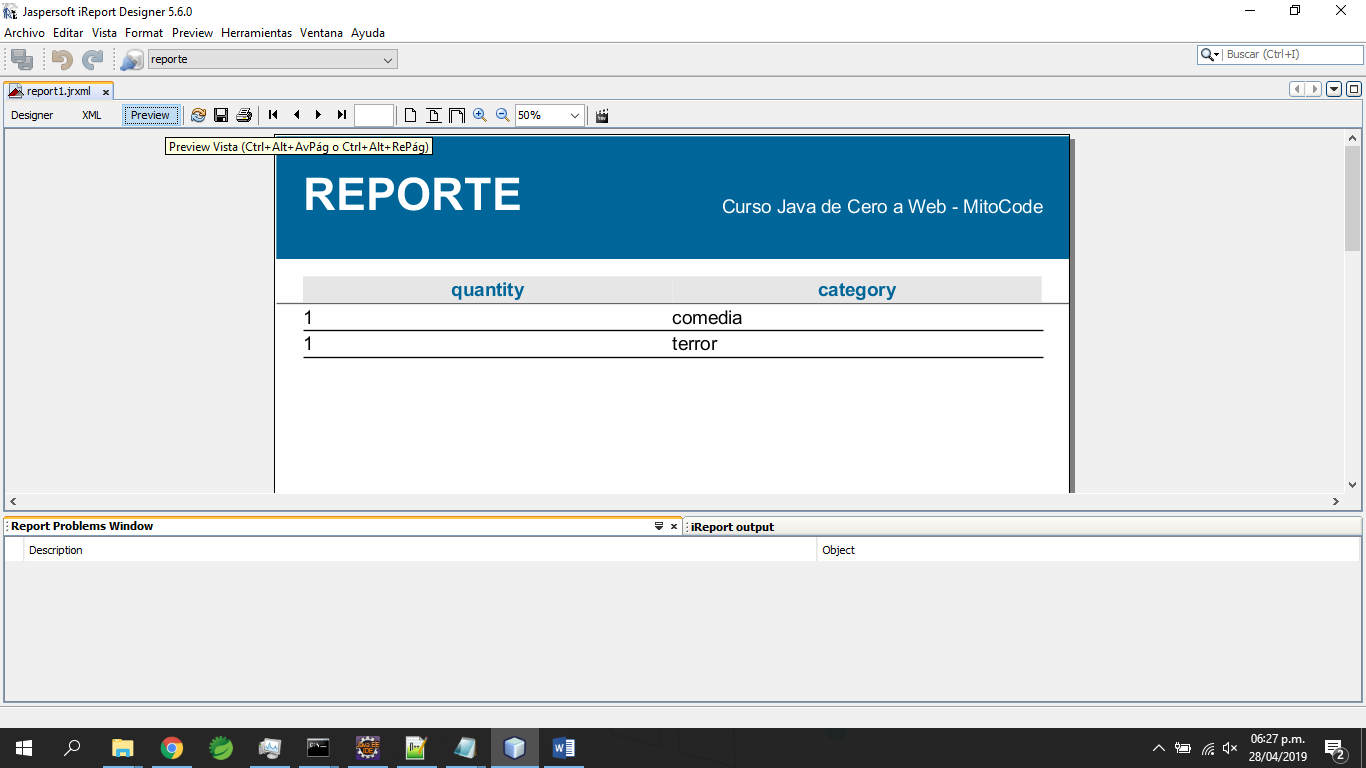 Jaspersoft iReport Designer 5.6.0
Archivo Editar Vista Format Preview Herramientas Ventana Ayuda
reporte
Buscar (Ctrl+I)
report1.jrxml
Designer XML Preview 50%
Preview Vista (Ctrl+Alt+AvPág o Ctrl+Alt+RePág)
REPORTE
Curso Java de Cero a Web - MitoCode
quantity category
1 comedia
1 terror
Report Problems Window
iReport output
Description Object
06:27 p.m.
28/04/2019
2